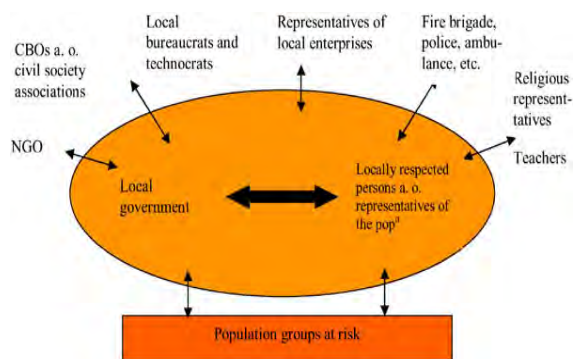 CBOs a. o.
civil society
associations
Local
bureaucrats and
technocrats
Representatives of
local enterprises
Fire brigade,
police, ambu-
lance, etc.
Religious
represent-
tatives
Teachers
NGO
Local
government
Locally respected
persons a. o.
representatives of
the popª
Population groups at risk